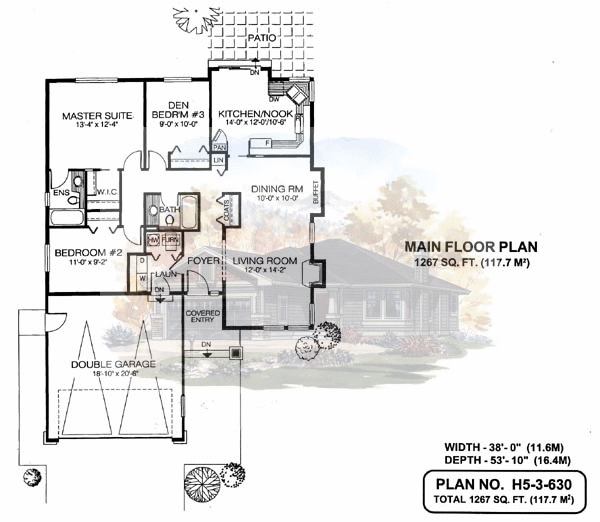 PATIO
DN
DW
MASTER SUITE
13'-4" x 12'-4"
DEN
BEDR'M #3
9'-0" x 10'-0"
KITCHEN/NOOK
14'-0" x 12'-0"/10'-6"
F
PAN
LIN
ENS
W.I.C.
DINING RM
10'-0" x 10'-0"
BUFFET
BATH
COATS
BEDROOM #2
11'-0" x 9'-2"
HW
FURN
D
W
LAUN
DN
FOYER
LIVING ROOM
12'-0" x 14'-2"
COVERED
ENTRY
DN
DOUBLE GARAGE
18'-10" x 20'-6"
MAIN FLOOR PLAN
1267 SQ. FT. (117.7 M²)
WIDTH - 38'- 0" (11.6M)
DEPTH - 53'- 10" (16.4M)
PLAN NO. H5-3-630
TOTAL 1267 SQ. FT. (117.7 M²)